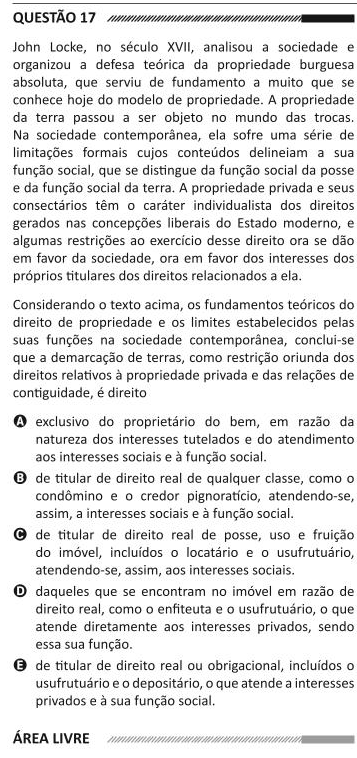 QUESTÃO 17
John Locke, no século XVII, analisou a sociedade e
organizou a defesa teórica da propriedade burguesa
absoluta, que serviu de fundamento a muito que se
conhece hoje do modelo de propriedade. A propriedade
da terra passou a ser objeto no mundo das trocas.
Na sociedade contemporânea, ela sofre uma série de
limitações formais cujos conteúdos delineiam a sua
função social, que se distingue da função social da posse
e da função social da terra. A propriedade privada e seus
consectários têm o caráter individualista dos direitos
gerados nas concepções liberais do Estado moderno, e
algumas restrições ao exercício desse direito ora se dão
em favor da sociedade, ora em favor dos interesses dos
próprios titulares dos direitos relacionados a ela.
Considerando o texto acima, os fundamentos teóricos do
direito de propriedade e os limites estabelecidos pelas
suas funções na sociedade contemporânea, conclui-se
que a demarcação de terras, como restrição oriunda dos
direitos relativos à propriedade privada e das relações de
contiguidade, é direito
A exclusivo do proprietário do bem, em razão da
natureza dos interesses tutelados e do atendimento
aos interesses sociais e à função social.
B de titular de direito real de qualquer classe, como o
condômino e o credor pignoratício, atendendo-se,
assim, a interesses sociais e à função social.
C de titular de direito real de posse, uso e fruição
do imóvel, incluídos o locatário e o usufrutuário,
atendendo-se, assim, aos interesses sociais.
D daqueles que se encontram no imóvel em razão de
direito real, como o enfiteuta e o usufrutuário, o que
atende diretamente aos interesses privados, sendo
essa sua função.
E de titular de direito real ou obrigacional, incluídos o
usufrutuário e o depositário, o que atende a interesses
privados e à sua função social.
ÁREA LIVRE